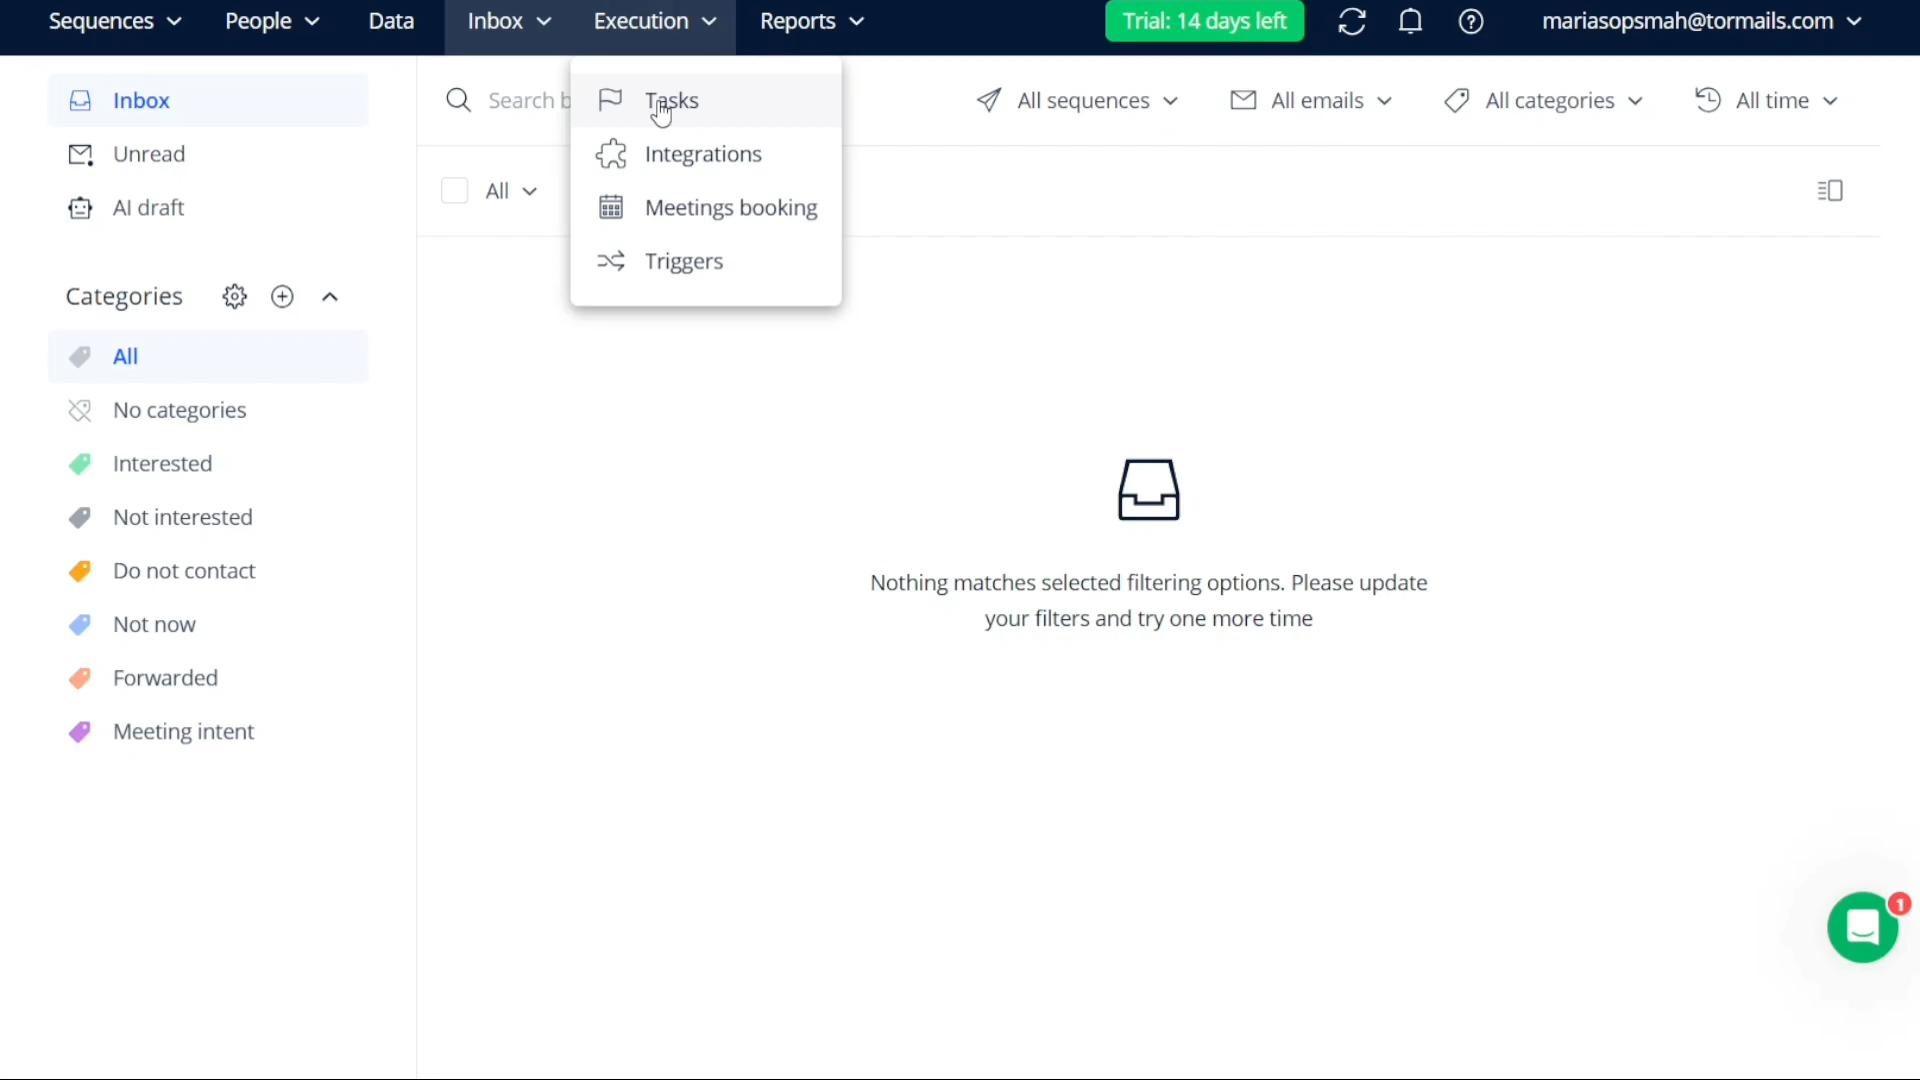 Sequences People Data Inbox Execution Reports Trial: 14 days left mariasopsmah@tormails.com
Inbox
Unread
AI draft
Categories
All
No categories
Interested
Not interested
Do not contact
Not now
Forwarded
Meeting intent
Search b
Tasks
Integrations
Meetings booking
Triggers
All sequences All emails All categories All time
All
Nothing matches selected filtering options. Please update
your filters and try one more time
1